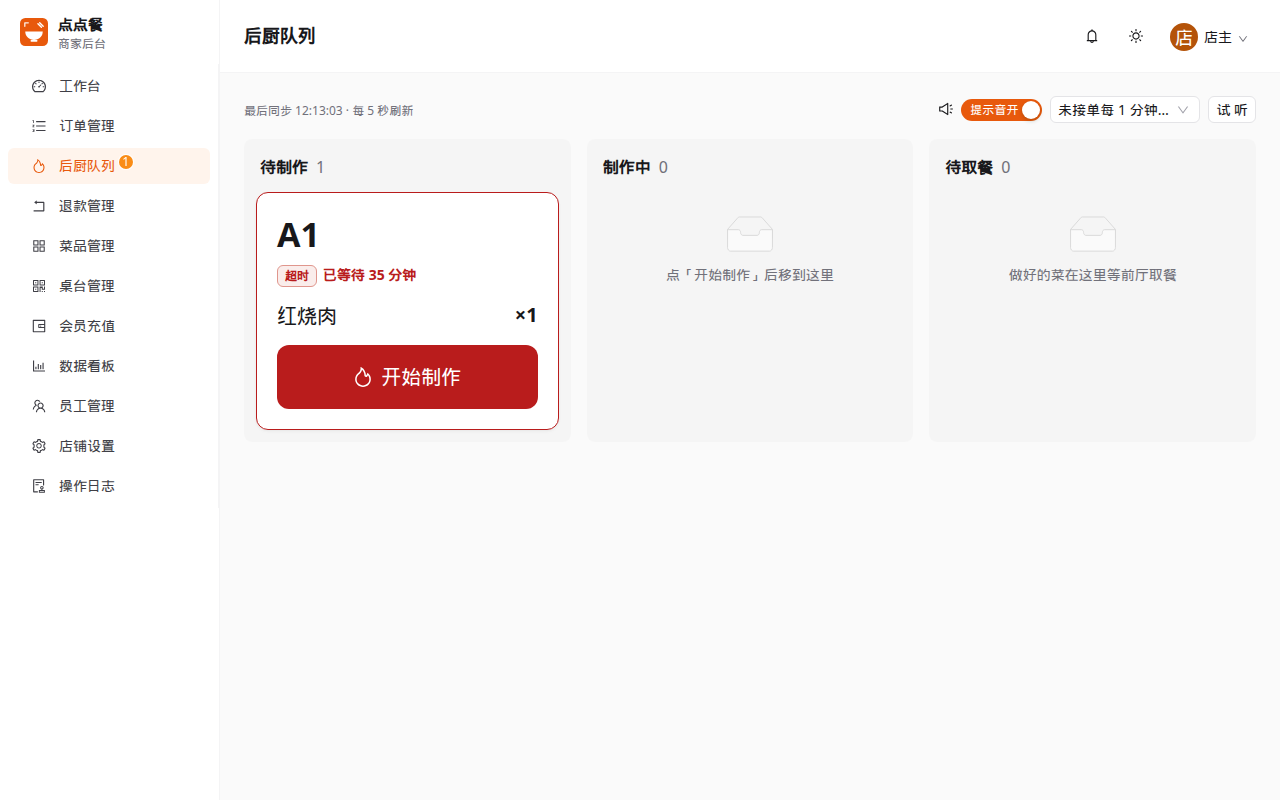 点点餐
商家后台
工作台
订单管理
后厨队列 1
退款管理
菜品管理
桌台管理
会员充值
数据看板
员工管理
店铺设置
操作日志
后厨队列
店 店主
最后同步 12:13:03 · 每 5 秒刷新
提示音开
未接单每 1 分钟...
试 听
待制作 1
A1
超时 已等待 35 分钟
红烧肉 ×1
开始制作
制作中 0
点「开始制作」后移到这里
待取餐 0
做好的菜在这里等前厅取餐